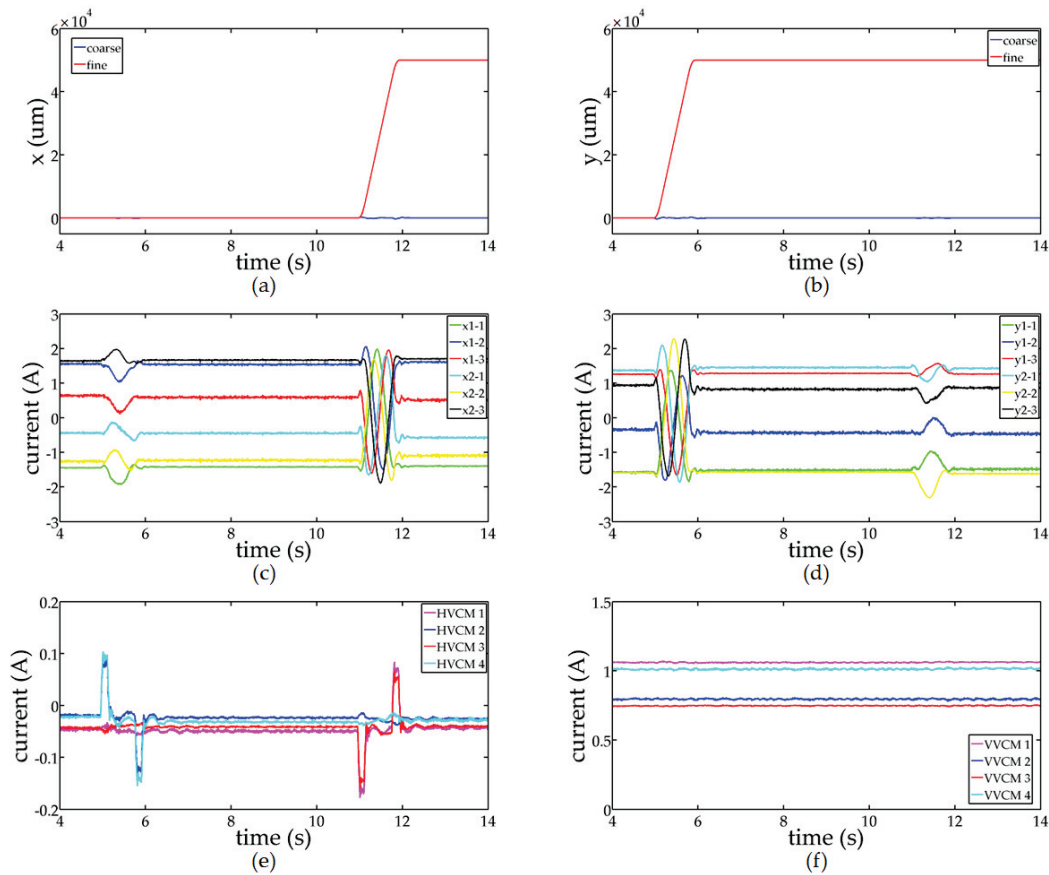 6 ×10⁴
coarse
fine
4
2
0
x (um)
4 6 8 10 12 14
time (s)
(a)
6 ×10⁴
coarse
fine
4
2
0
y (um)
4 6 8 10 12 14
time (s)
(b)
3
2
1
0
-1
-2
-3
current (A)
x1-1
x1-2
x1-3
x2-1
x2-2
x2-3
4 6 8 10 12 14
time (s)
(c)
3
2
1
0
-1
-2
-3
current (A)
y1-1
y1-2
y1-3
y2-1
y2-2
y2-3
4 6 8 10 12 14
time (s)
(d)
0.2
0.1
0
-0.1
-0.2
current (A)
HVCM 1
HVCM 2
HVCM 3
HVCM 4
4 6 8 10 12 14
time (s)
(e)
1.5
1
0.5
0
current (A)
VVCM 1
VVCM 2
VVCM 3
VVCM 4
4 6 8 10 12 14
time (s)
(f)